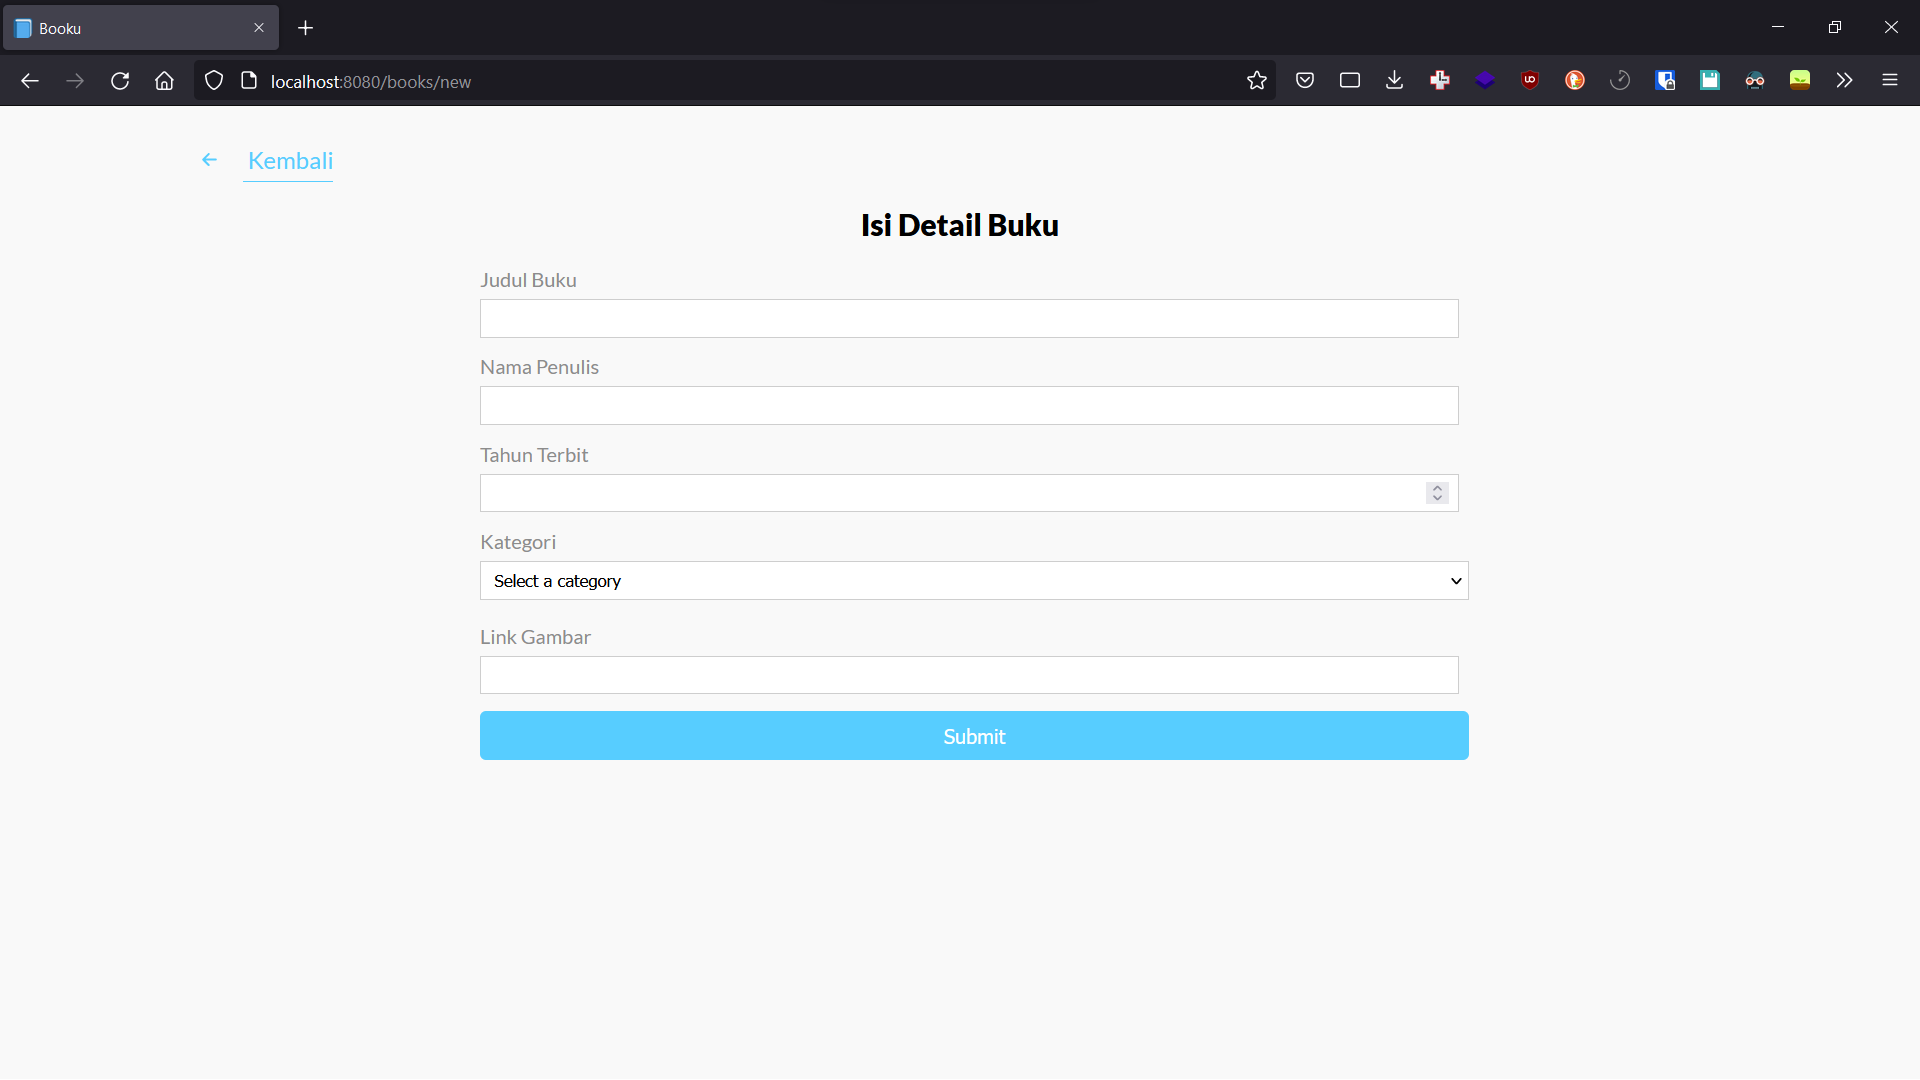 Booku
localhost:8080/books/new
Kembali
Isi Detail Buku
Judul Buku
Nama Penulis
Tahun Terbit
Kategori
Select a category
Link Gambar
Submit